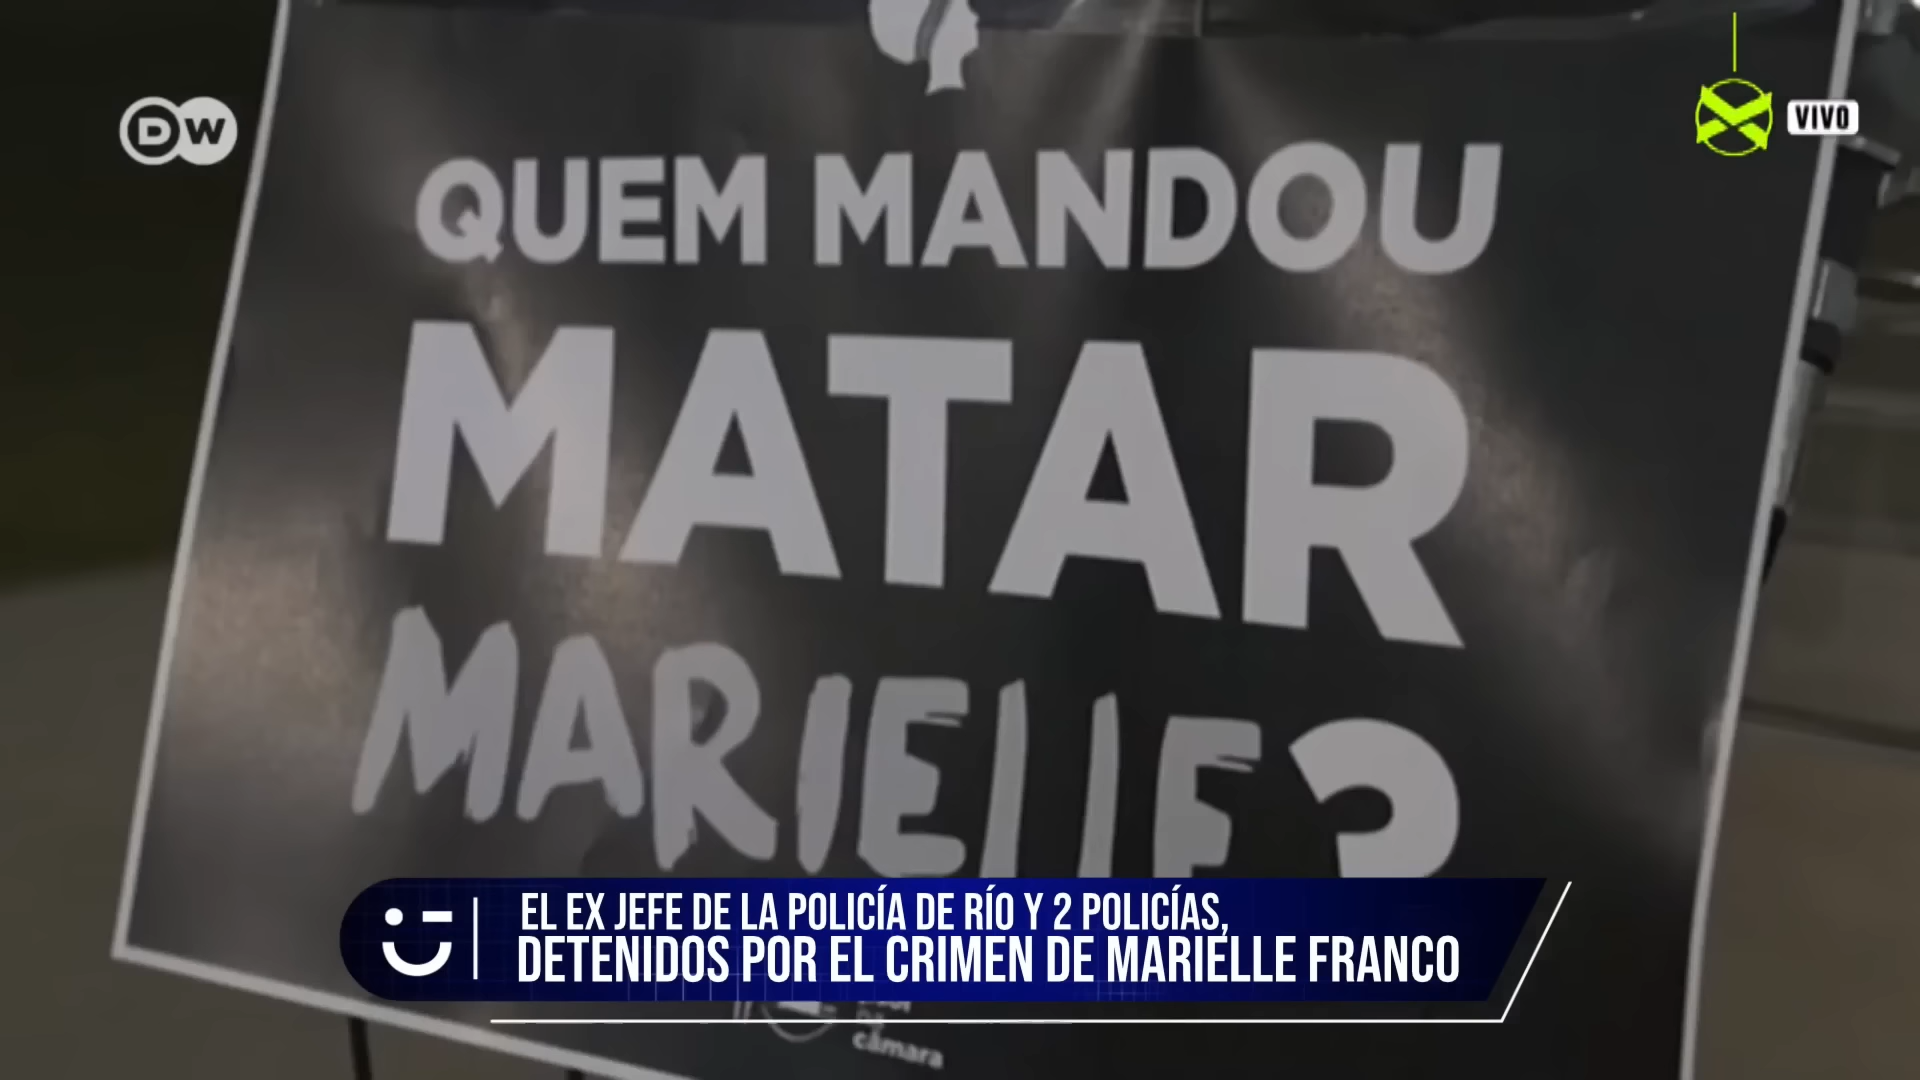 DW
VIVO
QUEM MANDOU
MATAR
MARIELLE?
EL EX JEFE DE LA POLICÍA DE RÍO Y 2 POLICÍAS,
DETENIDOS POR EL CRIMEN DE MARIELLE FRANCO
câmara